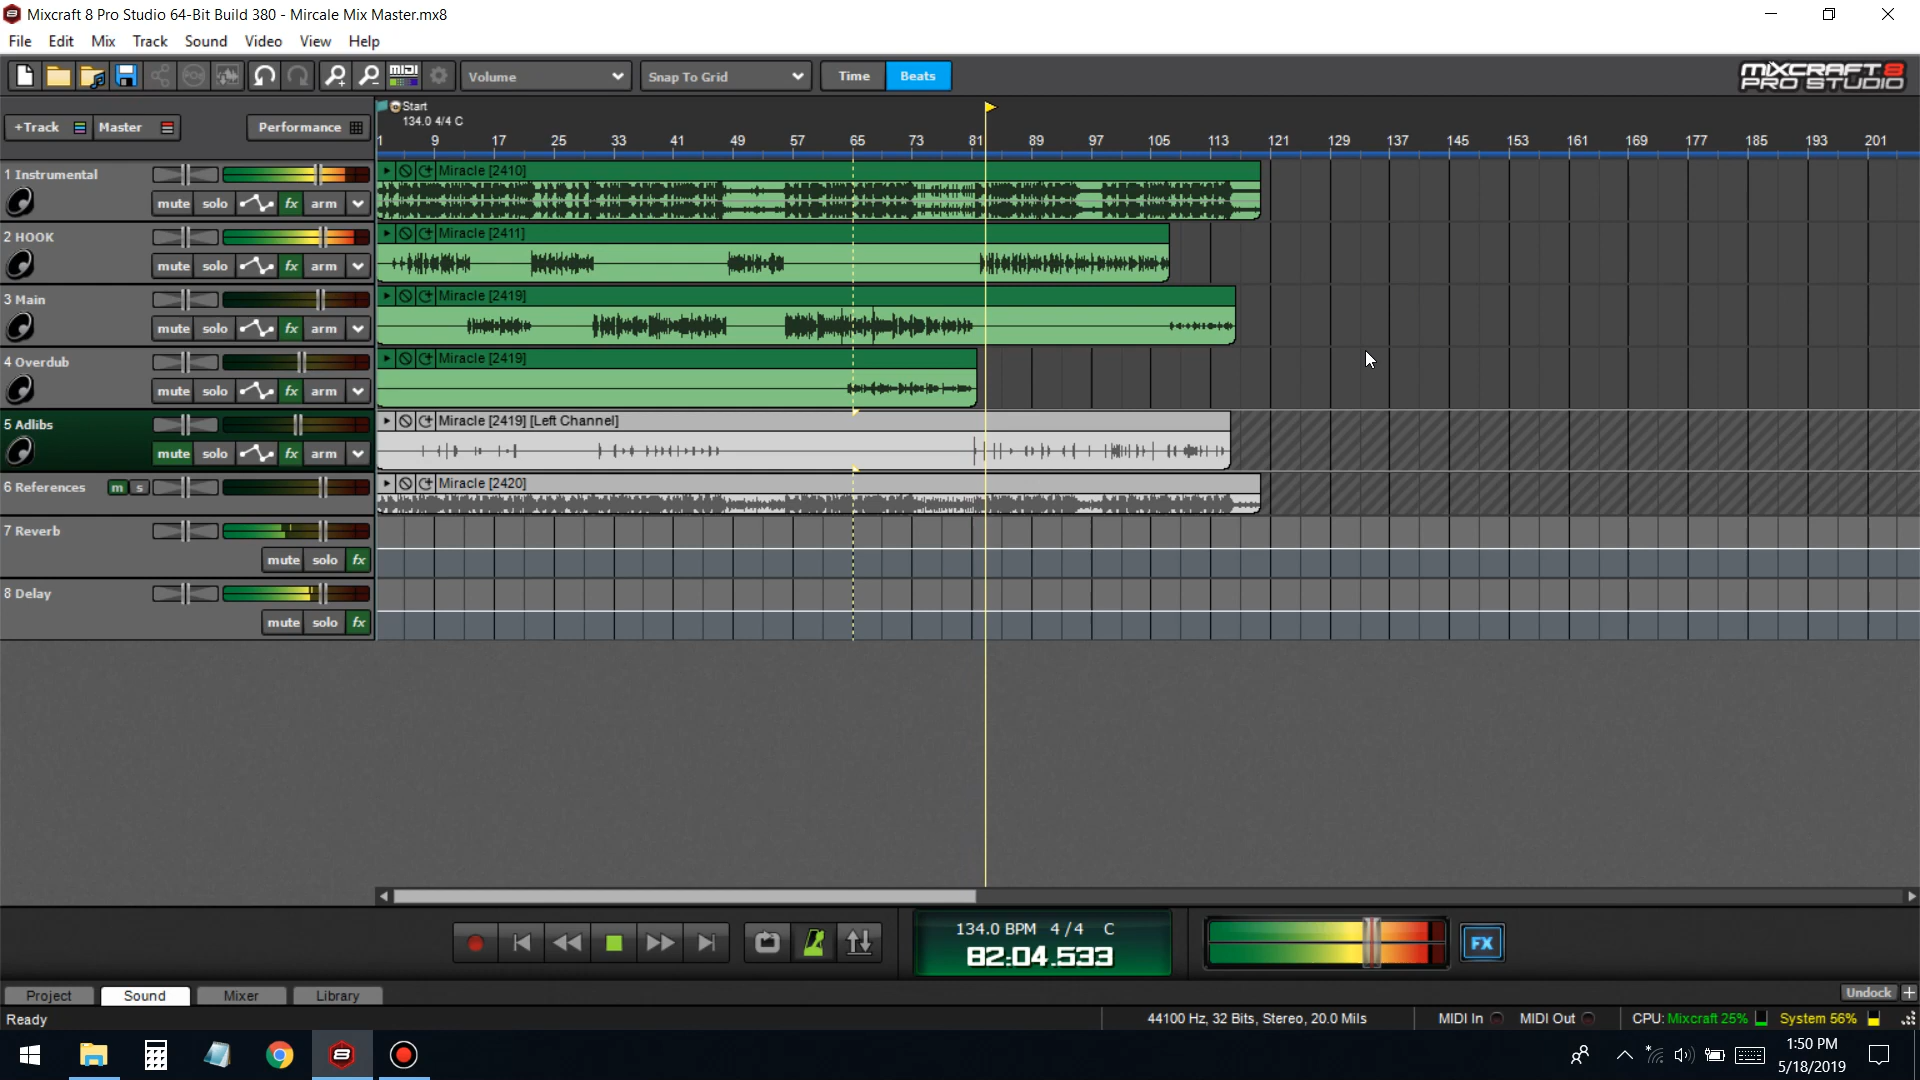 Mixcraft 8 Pro Studio 64-Bit Build 380 - Mircale Mix Master.mx8
File Edit Mix Track Sound Video View Help
MIDI Volume Snap To Grid Time Beats MIXCRAFT 8 PRO STUDIO
Start
134.0 4/4 C
+Track Master Performance
1 9 17 25 33 41 49 57 65 73 81 89 97 105 113 121 129 137 145 153 161 169 177 185 193 201
1 Instrumental Miracle [2410]
mute solo fx arm
2 HOOK Miracle [2411]
mute solo fx arm
3 Main Miracle [2419]
mute solo fx arm
4 Overdub Miracle [2419]
mute solo fx arm
5 Adlibs Miracle [2419] [Left Channel]
mute solo fx arm
6 References m s Miracle [2420]
7 Reverb
mute solo fx
8 Delay
mute solo fx
134.0 BPM 4/4 C
82:04.533
FX
Project Sound Mixer Library Undock +
Ready 44100 Hz, 32 Bits, Stereo, 20.0 Mils MIDI In MIDI Out CPU: Mixcraft 25% System 56%
8
1:50 PM
5/18/2019